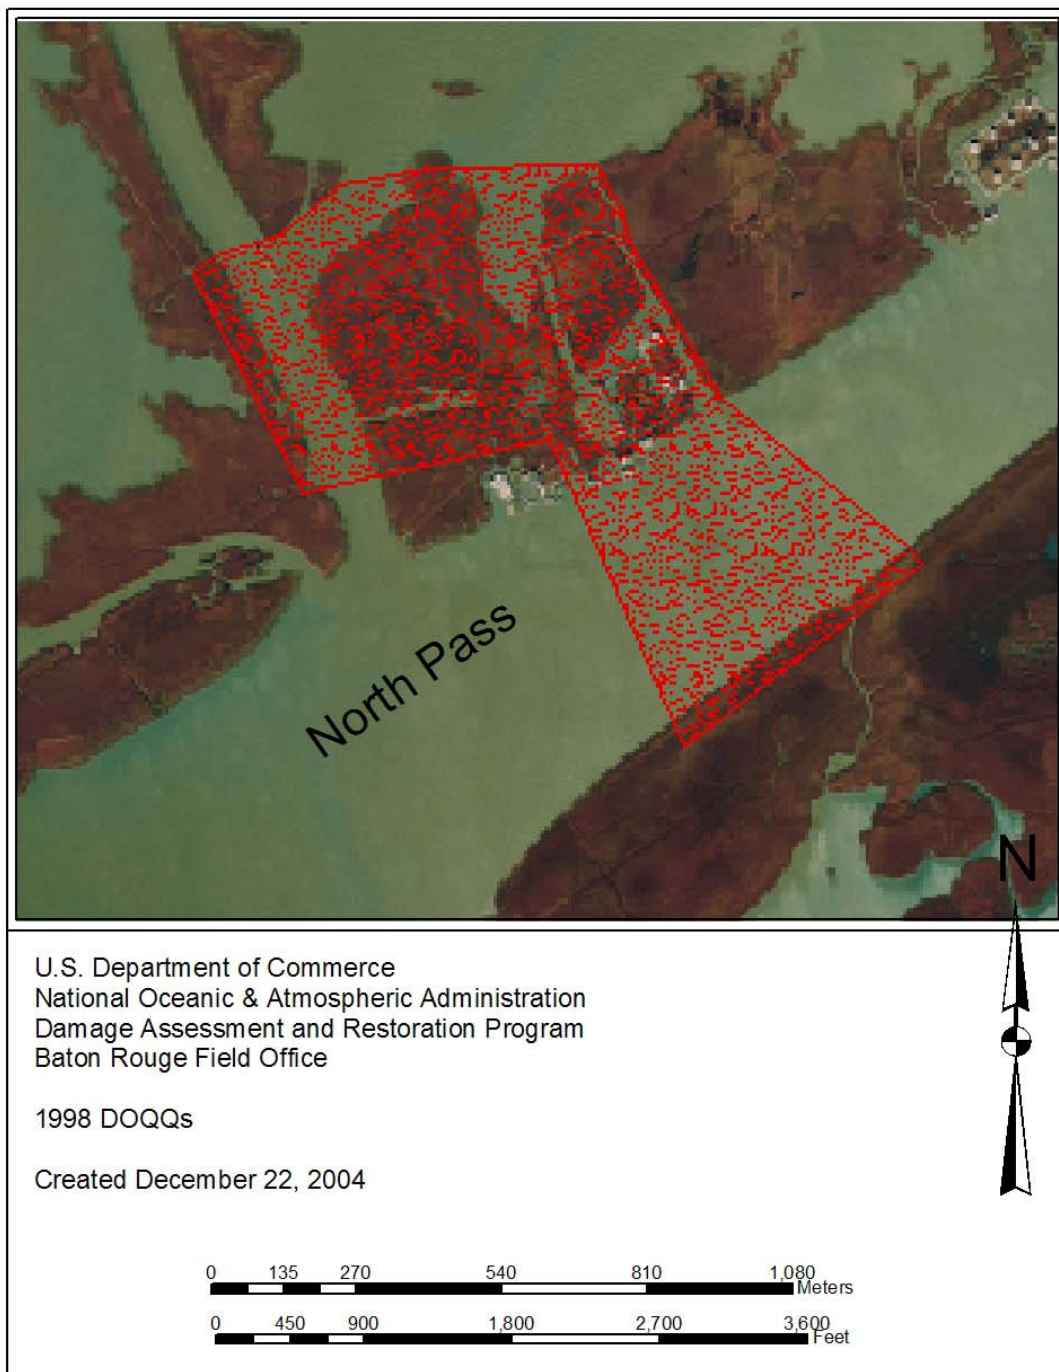 North Pass
N
U.S. Department of Commerce
National Oceanic & Atmospheric Administration
Damage Assessment and Restoration Program
Baton Rouge Field Office
1998 DOQQs
Created December 22, 2004
0 135 270 540 810 1,080
Meters
0 450 900 1,800 2,700 3,600
Feet